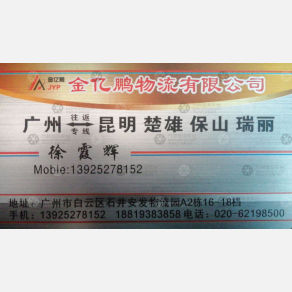 金亿鹏
JYP
金亿鹏物流有限公司
广州 往返专线 昆明 楚雄 保山 瑞丽
徐霞辉
Moble:13925278152
地址:广州市白云区石井安发物流园A2栋16-18档
手机:13925278152 18819383858 电话:020-62198500